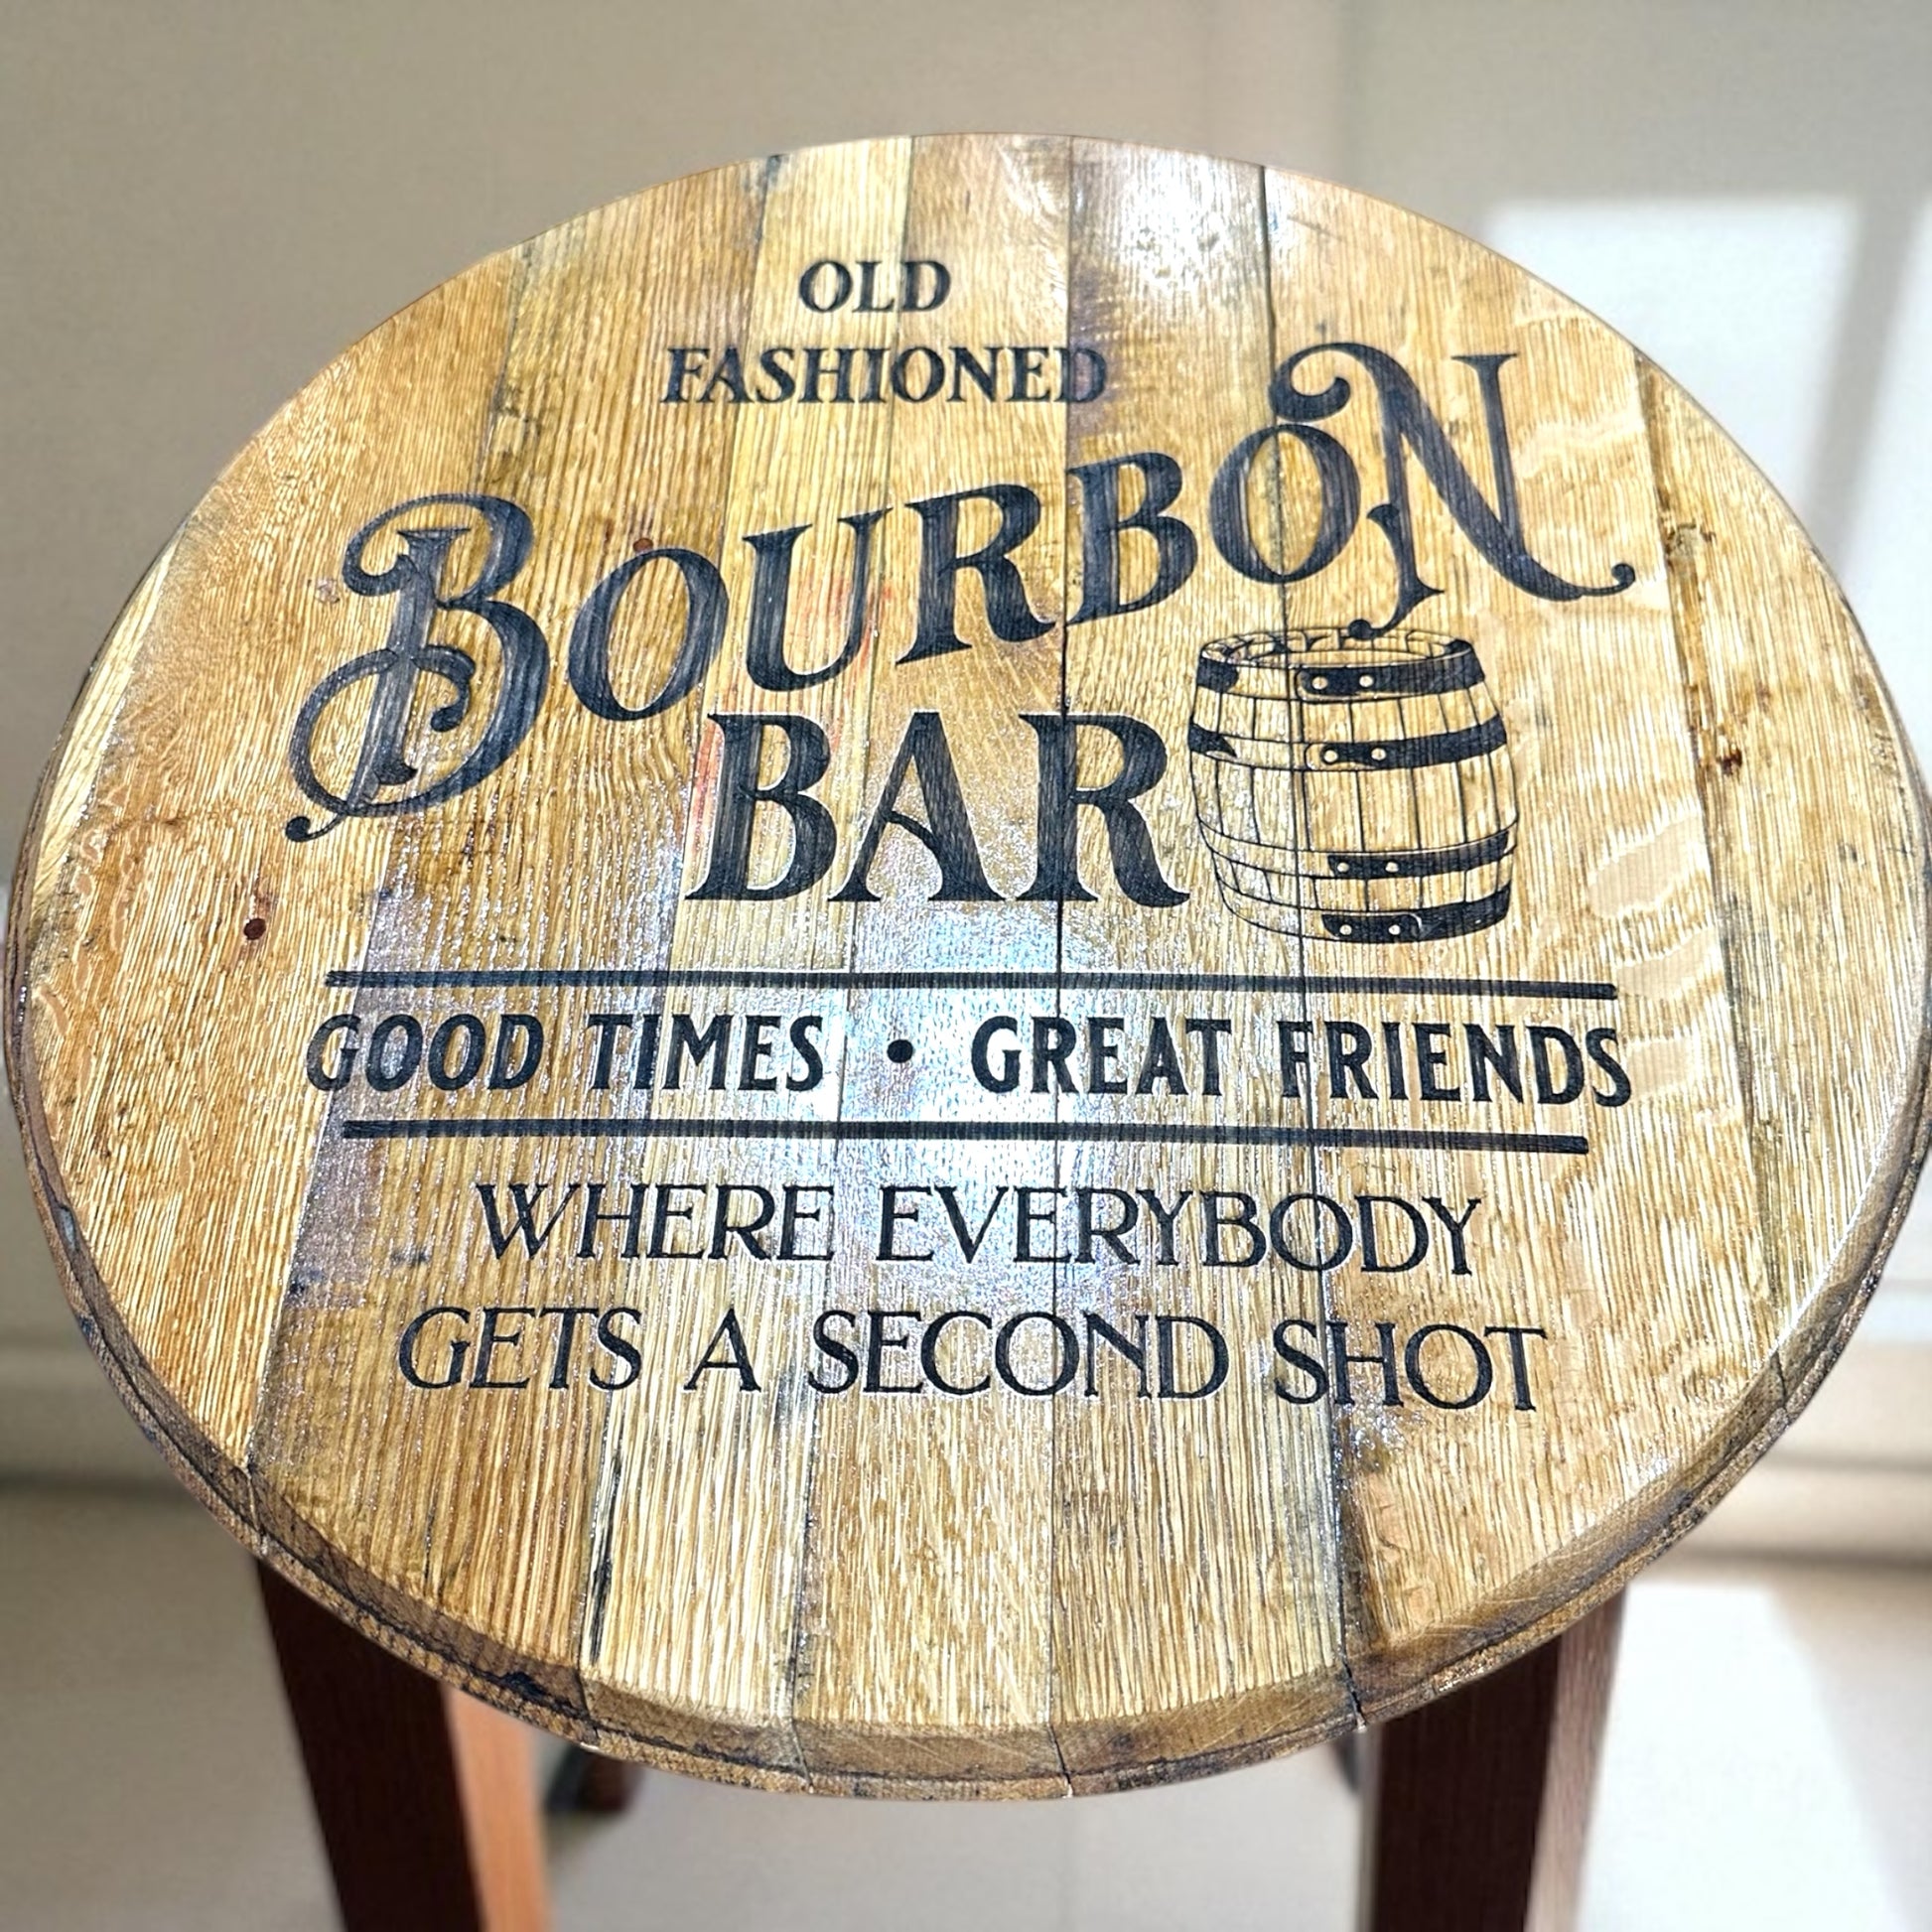 OLD
FASHIONED
BOURBON
BAR
GOOD TIMES • GREAT FRIENDS
WHERE EVERYBODY
GETS A SECOND SHOT